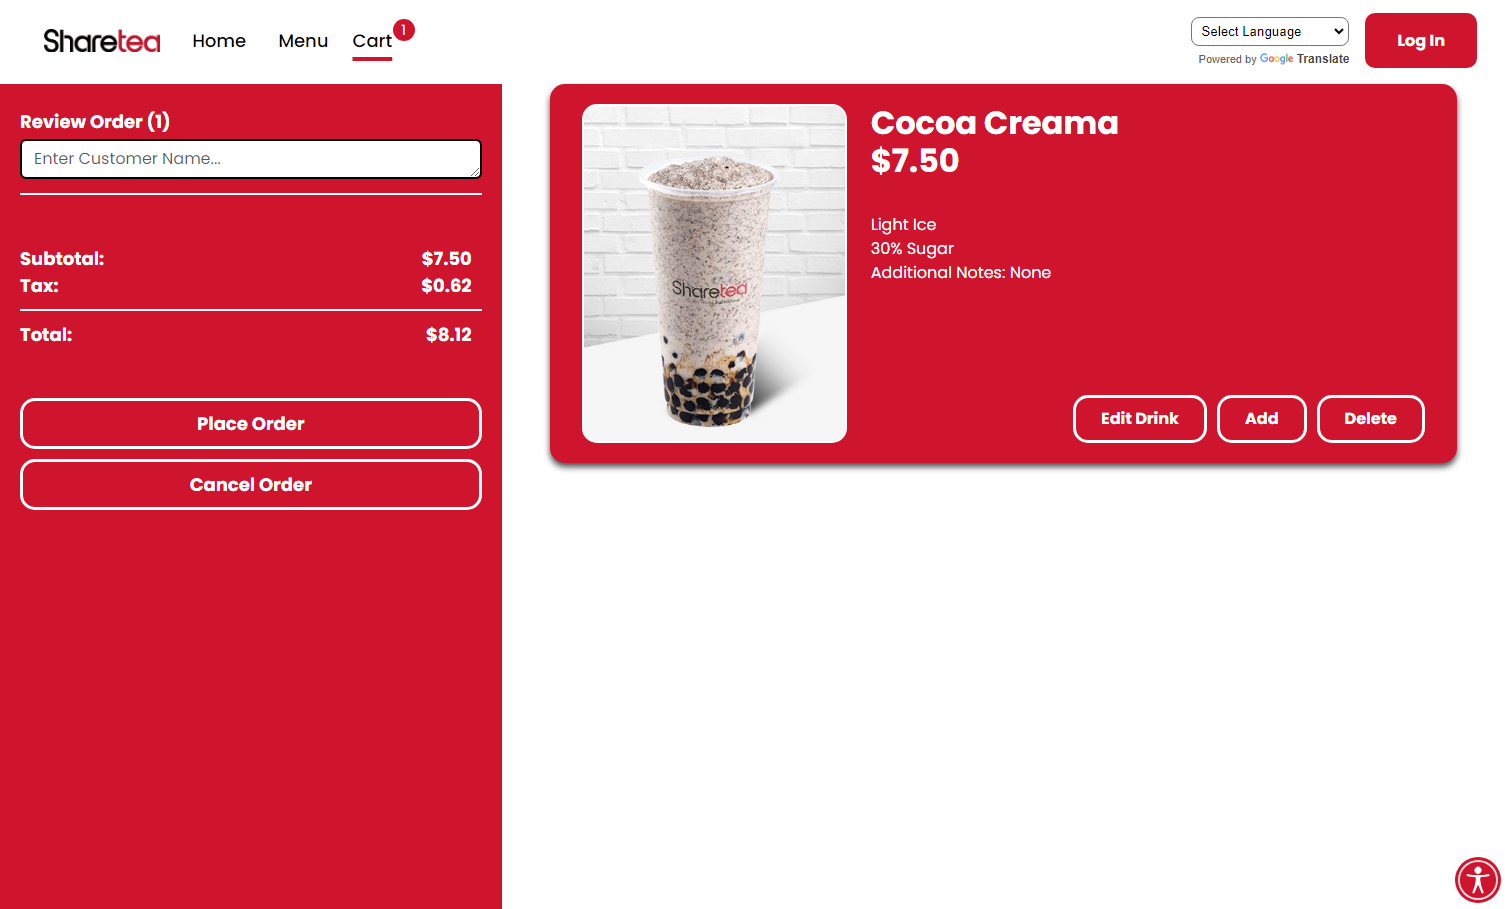 Sharetea
Home
Menu
Cart
1
Select Language
Powered by Google Translate
Log In
Review Order (1)
Enter Customer Name...
Subtotal: $7.50
Tax: $0.62
Total: $8.12
Place Order
Cancel Order
Sharetea
Cocoa Creama
$7.50
Light Ice
30% Sugar
Additional Notes: None
Edit Drink
Add
Delete